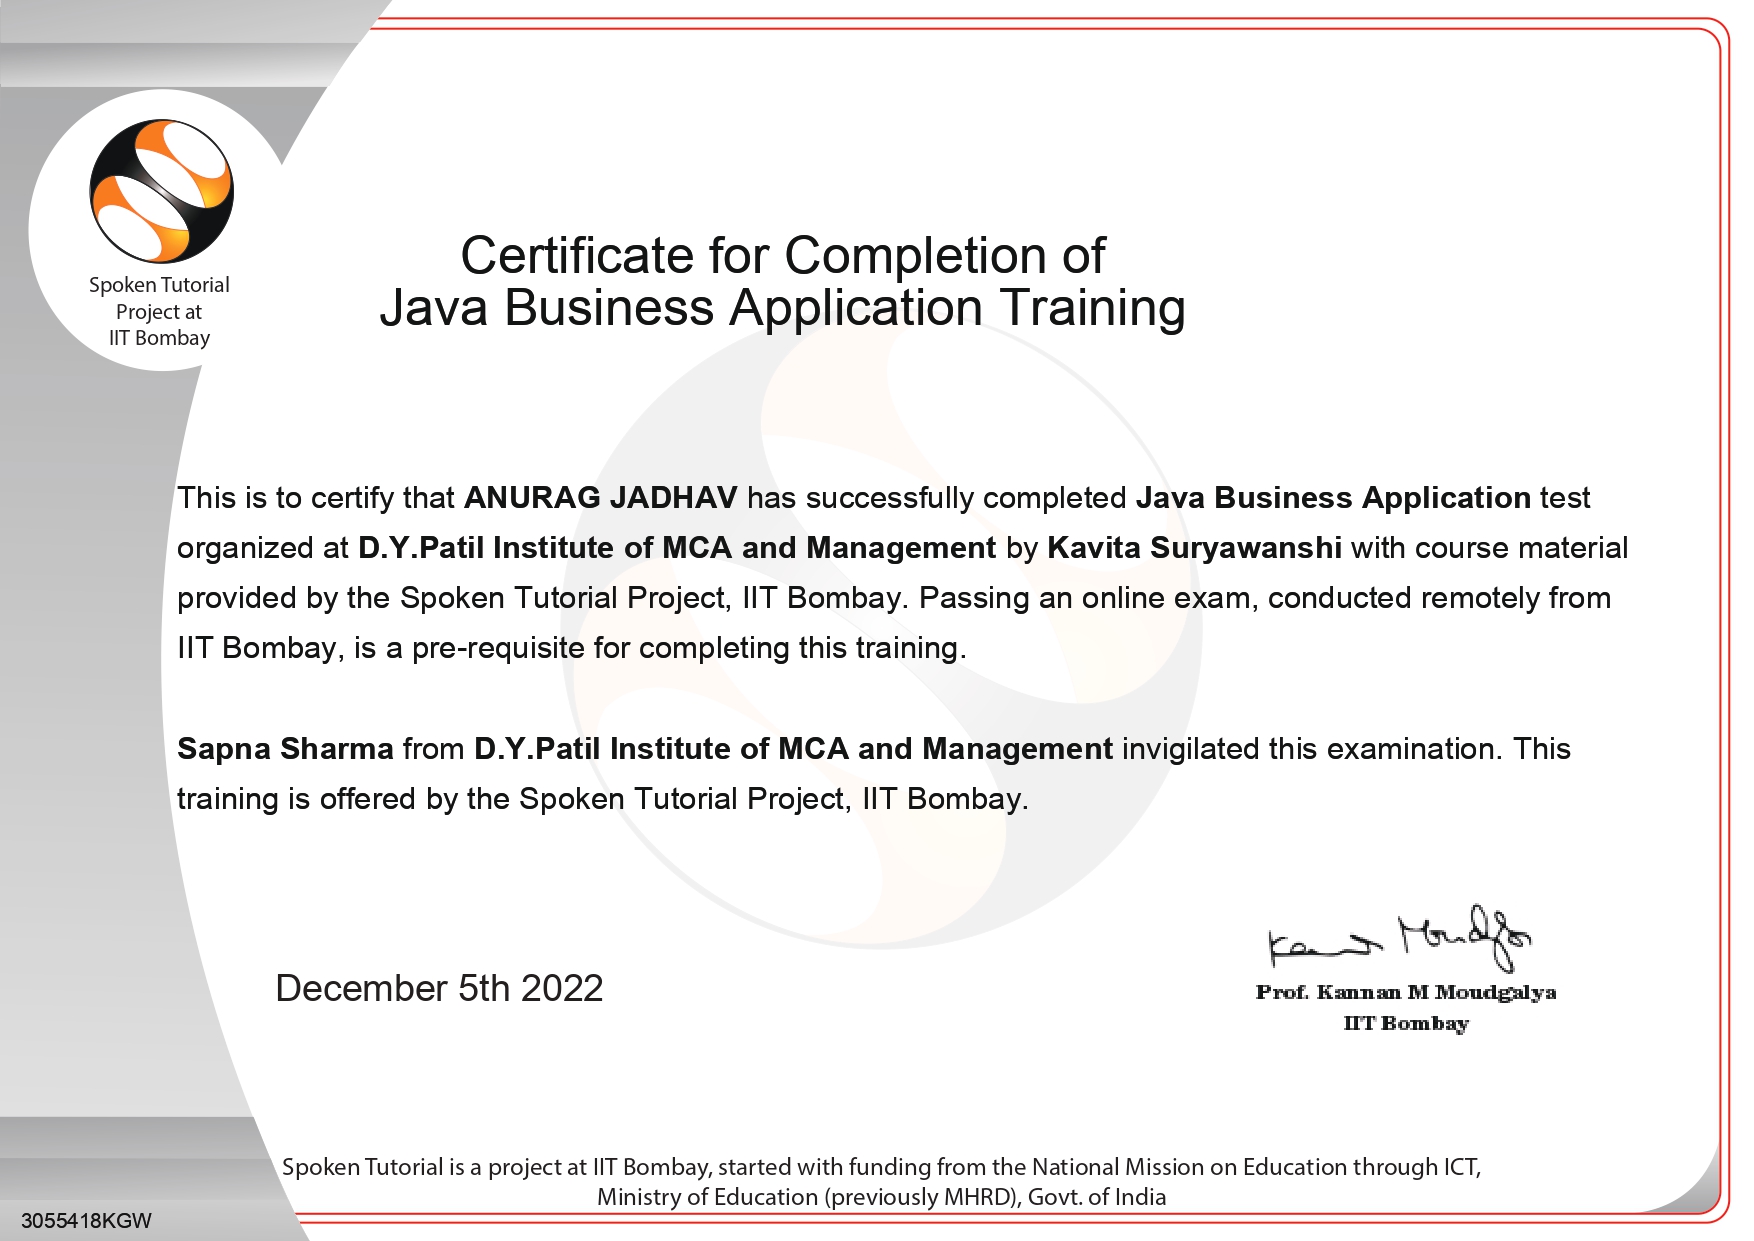 Spoken Tutorial
Project at
IIT Bombay
Certificate for Completion of
Java Business Application Training
This is to certify that ANURAG JADHAV has successfully completed Java Business Application test
organized at D.Y.Patil Institute of MCA and Management by Kavita Suryawanshi with course material
provided by the Spoken Tutorial Project, IIT Bombay. Passing an online exam, conducted remotely from
IIT Bombay, is a pre-requisite for completing this training.
Sapna Sharma from D.Y.Patil Institute of MCA and Management invigilated this examination. This
training is offered by the Spoken Tutorial Project, IIT Bombay.
Kannan Moudgalya
December 5th 2022
Prof. Kannan M Moudgalya
IIT Bombay
Spoken Tutorial is a project at IIT Bombay, started with funding from the National Mission on Education through ICT,
Ministry of Education (previously MHRD), Govt. of India
3055418KGW